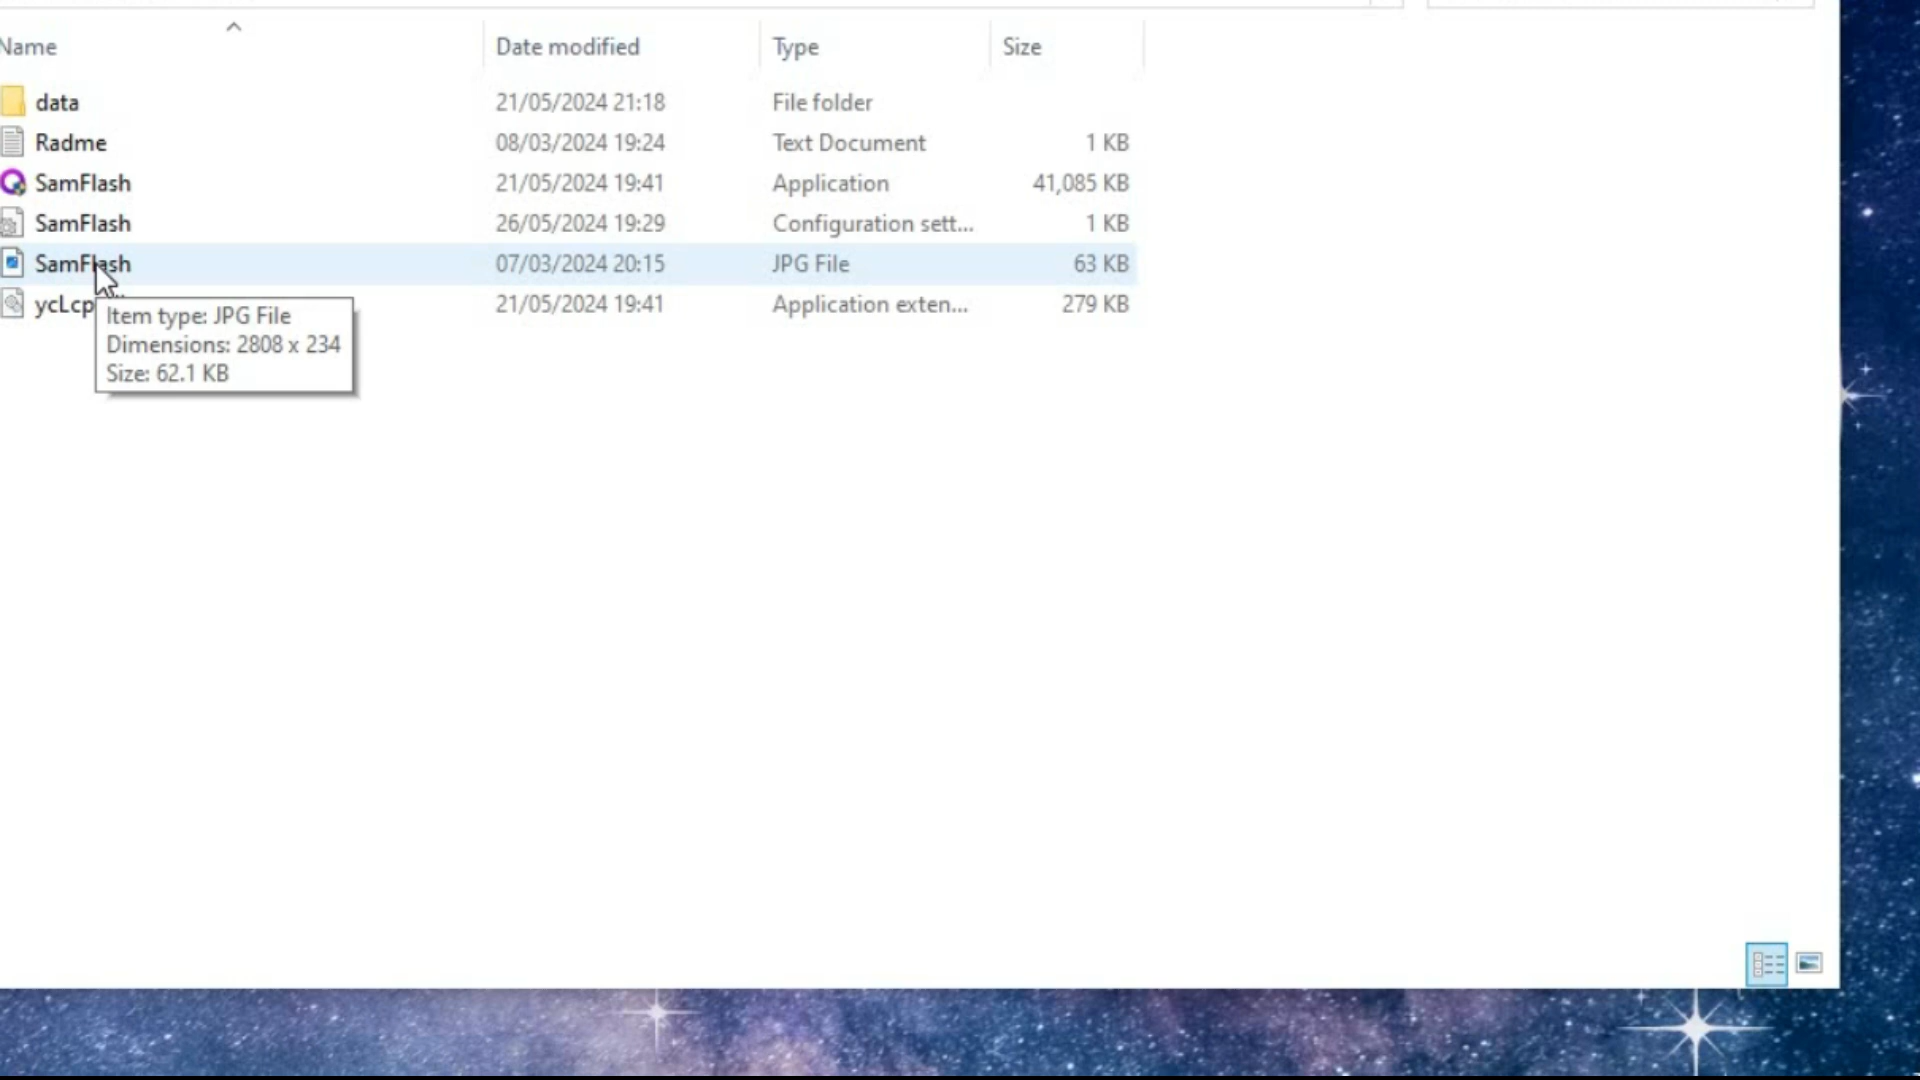 Name Date modified Type Size
data 21/05/2024 21:18 File folder
Radme 08/03/2024 19:24 Text Document 1 KB
SamFlash 21/05/2024 19:41 Application 41,085 KB
SamFlash 26/05/2024 19:29 Configuration sett... 1 KB
SamFlash 07/03/2024 20:15 JPG File 63 KB
ycLcp 21/05/2024 19:41 Application exten... 279 KB
Item type: JPG File
Dimensions: 2808 x 234
Size: 62.1 KB